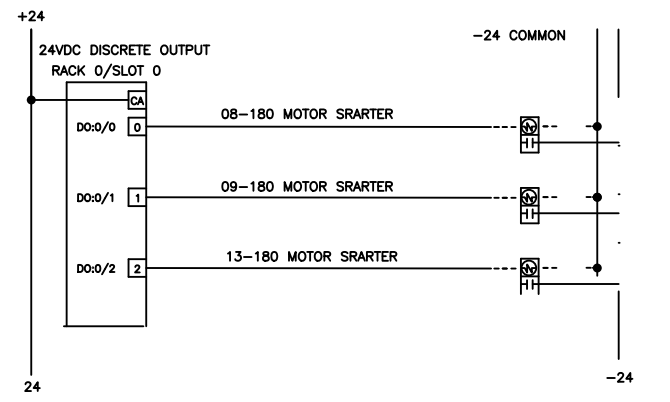 +24
-24 COMMON
24VDC DISCRETE OUTPUT
RACK 0/SLOT 0
CA
08-180 MOTOR SRARTER
DO:0/0 0
09-180 MOTOR SRARTER
DO:0/1 1
13-180 MOTOR SRARTER
DO:0/2 2
-24
24